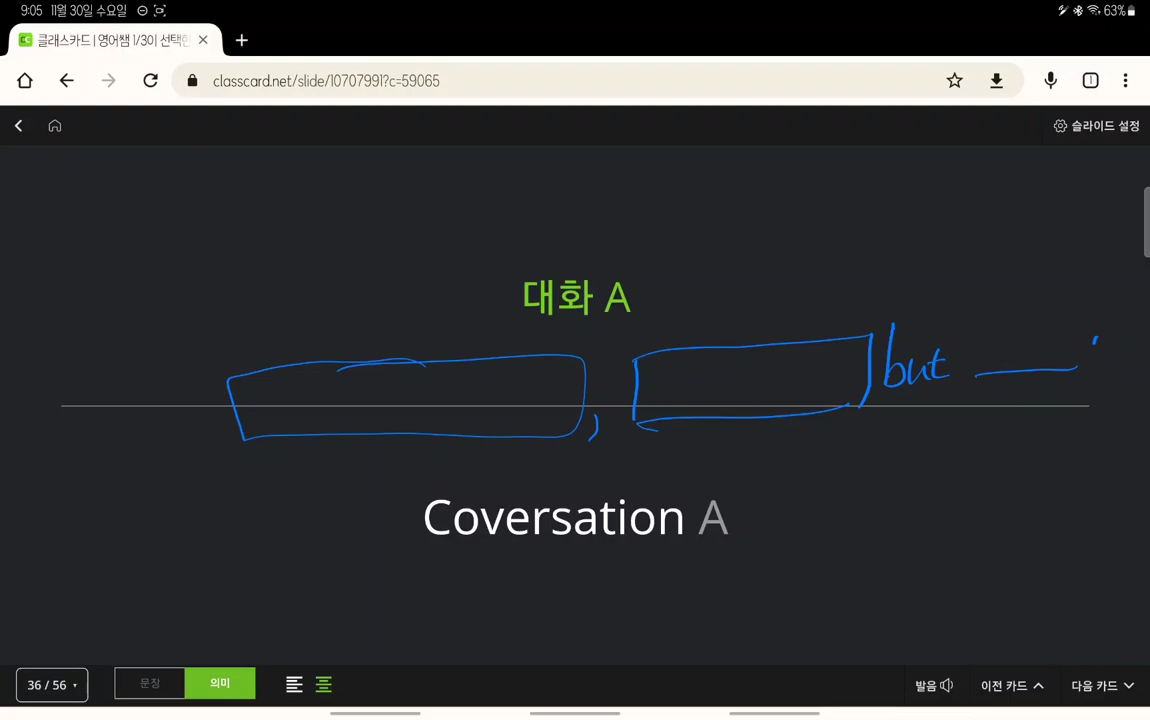 9:05 11월 30일 수요일 63%
클래스카드 | 영어쌤 1/3이 선택한
classcard.net/slide/10707991?c=59065
슬라이드 설정
대화 A
, but
Coversation A
36 / 56 문장 의미 발음 이전 카드 다음 카드